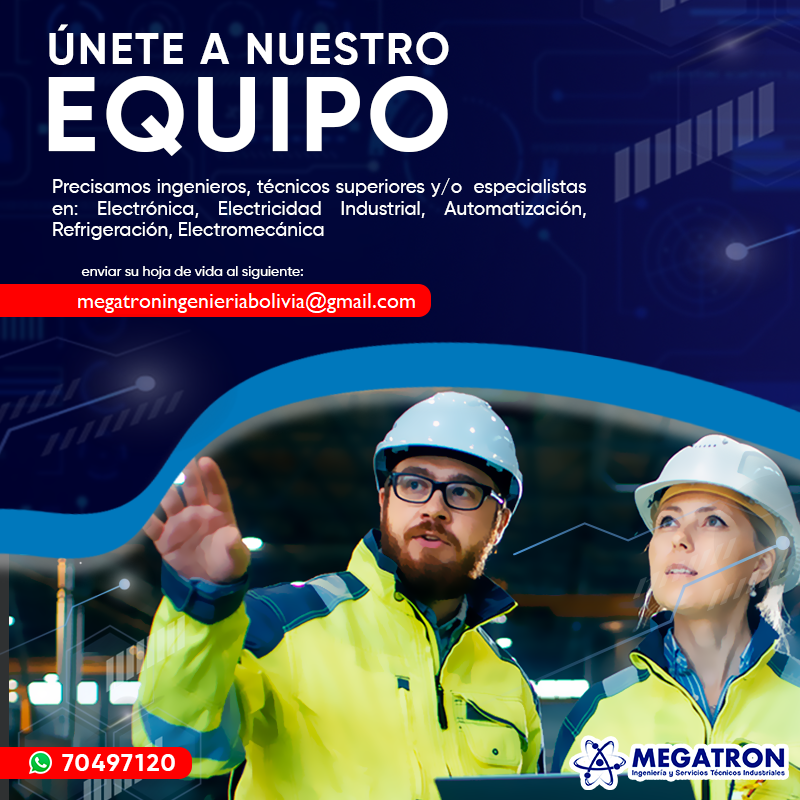 ÚNETE A NUESTRO
EQUIPO
Precisamos ingenieros, técnicos superiores y/o especialistas
en: Electrónica, Electricidad Industrial, Automatización,
Refrigeración, Electromecánica
enviar su hoja de vida al siguiente:
megatroningenieriabolivia@gmail.com
70497120
MEGATRON
Ingeniería y Servicios Técnicos Industriales